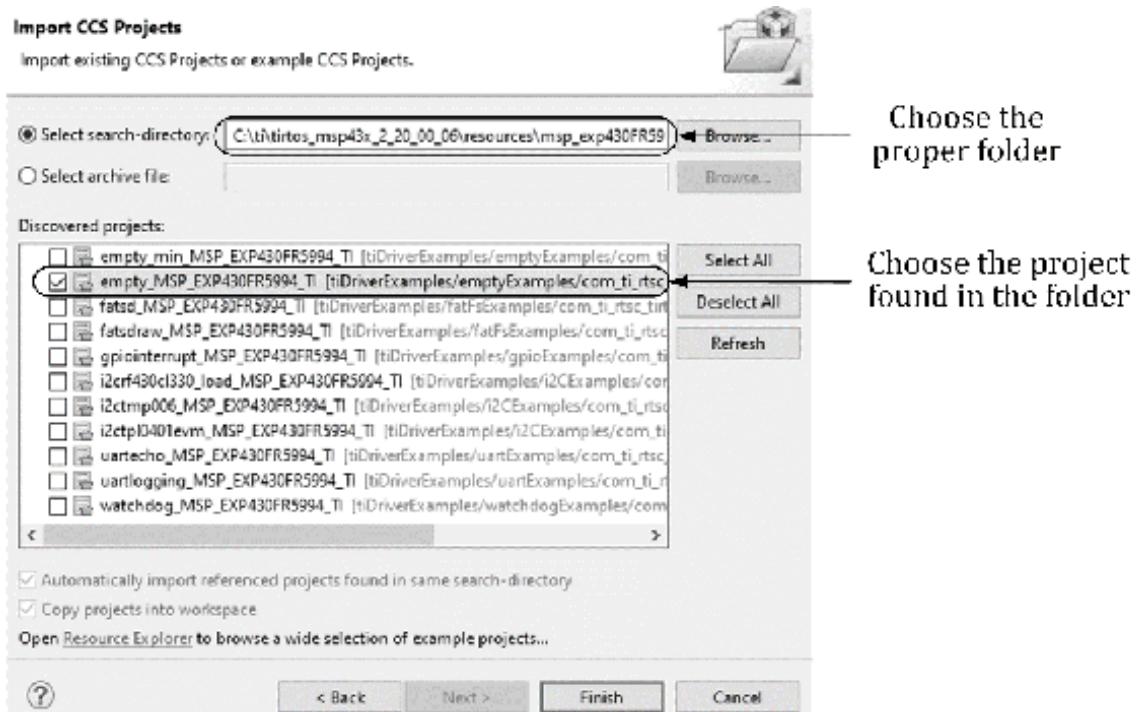 Import CCS Projects
Import existing CCS Projects or example CCS Projects.
Select search-directory: C:\ti\tirtos_msp43x_2_20_00_06\resources\msp_exp430FR59 Browse...
Choose the
proper folder
Select archive file: Browse...
Discovered projects:
empty_min_MSP_EXP430FR5994_TI [tiDriverExamples/emptyExamples/com_ti Select All
empty_MSP_EXP430FR5994_TI [tiDriverExamples/emptyExamples/com_ti_rtsc
Choose the project
found in the folder
fatsd_MSP_EXP430FR5994_TI [tiDriverExamples/fatFsExamples/com_ti_rtsc_tirt Deselect All
fatsdraw_MSP_EXP430FR5994_TI [tiDriverExamples/fatFsExamples/com_ti_rtsc
gpiointerrupt_MSP_EXP430FR5994_TI [tiDriverExamples/gpioExamples/com_ti Refresh
i2crf430cl330_load_MSP_EXP430FR5994_TI [tiDriverExamples/i2CExamples/cor
i2ctmp006_MSP_EXP430FR5994_TI [tiDriverExamples/i2CExamples/com_ti_rtsc
i2ctpl0401evm_MSP_EXP430FR5994_TI [tiDriverExamples/i2CExamples/com_ti
uartecho_MSP_EXP430FR5994_TI [tiDriverExamples/uartExamples/com_ti_rtsc_
uartlogging_MSP_EXP430FR5994_TI [tiDriverExamples/uartExamples/com_ti_r
watchdog_MSP_EXP430FR5994_TI [tiDriverExamples/watchdogExamples/com
Automatically import referenced projects found in same search-directory
Copy projects into workspace
Open Resource Explorer to browse a wide selection of example projects...
? < Back Next > Finish Cancel